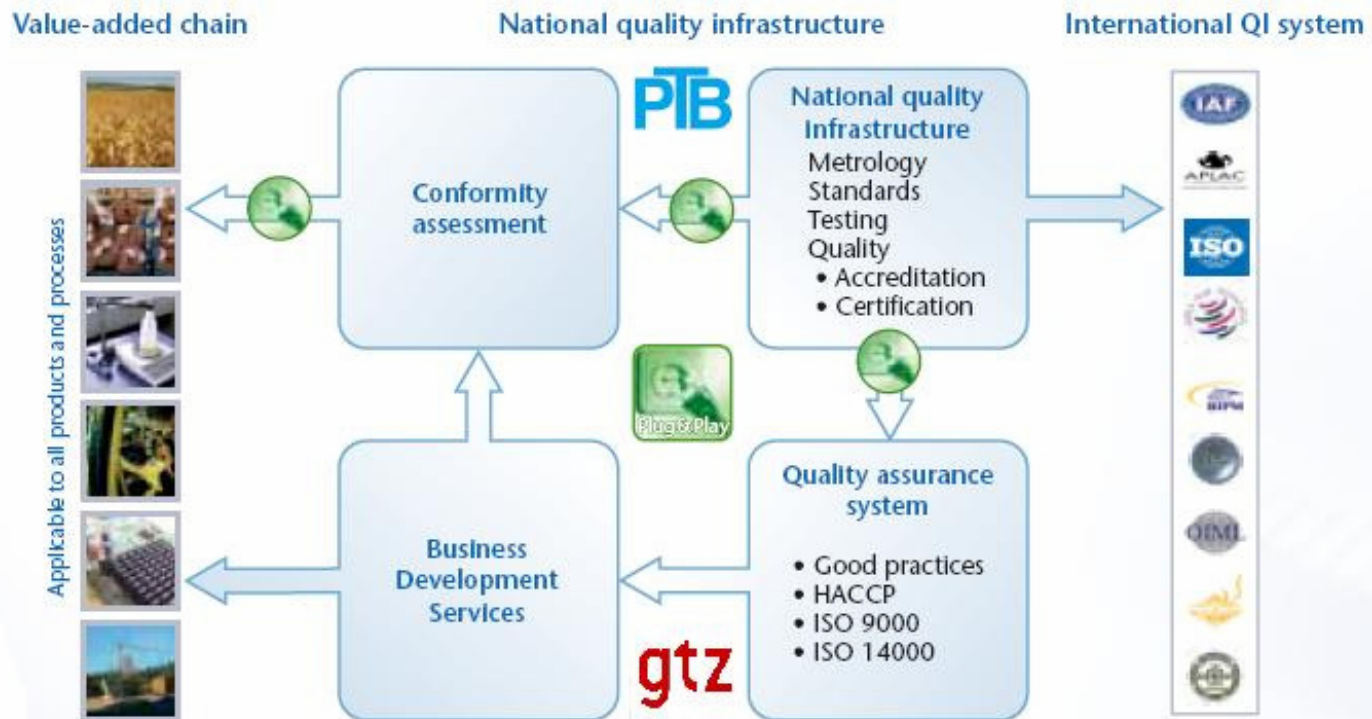 Value-added chain
National quality infrastructure
International QI system
Applicable to all products and processes
Conformity
assessment
PTB
National quality
infrastructure
Metrology
Standards
Testing
Quality
• Accreditation
• Certification
IAF
APLAC
ISO
BIPM
OIML
Plug&Play
Business
Development
Services
Quality assurance
system
• Good practices
• HACCP
• ISO 9000
• ISO 14000
gtz